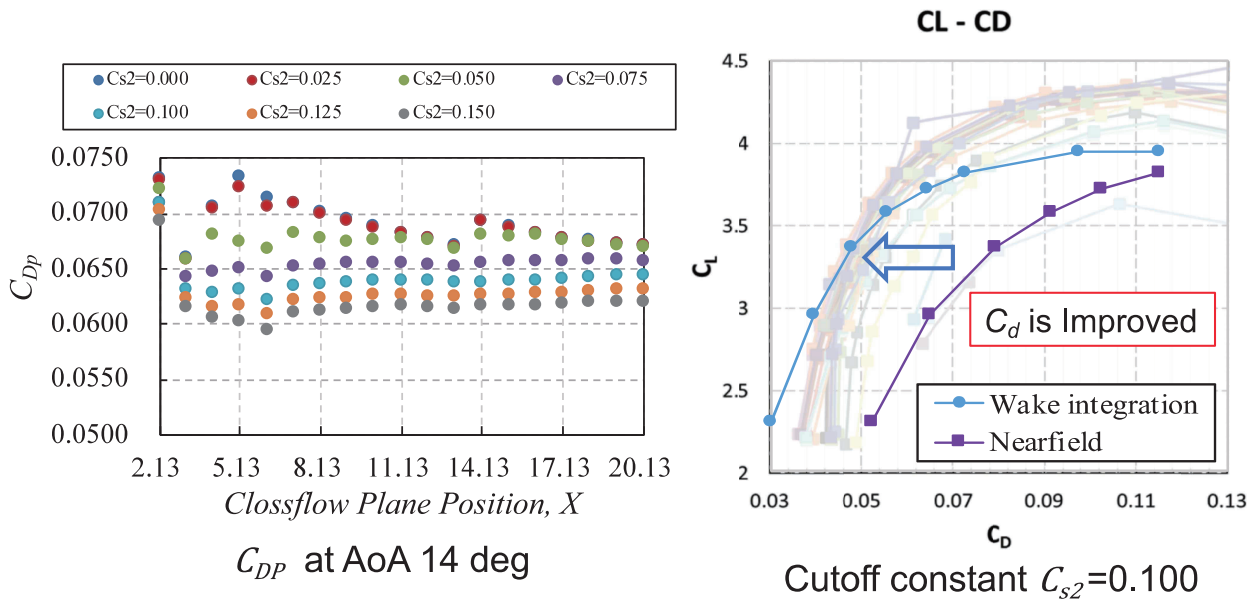 Cs2=0.000 Cs2=0.025 Cs2=0.050 Cs2=0.075
Cs2=0.100 Cs2=0.125 Cs2=0.150
0.0750
0.0700
0.0650
0.0600
0.0550
0.0500
C_Dp
2.13 5.13 8.13 11.13 14.13 17.13 20.13
Clossflow Plane Position, X
C_DP at AoA 14 deg
CL - CD
4.5
4
3.5
3
2.5
2
C_L
C_d is Improved
Wake integration
Nearfield
0.03 0.05 0.07 0.09 0.11 0.13
C_D
Cutoff constant C_s2=0.100